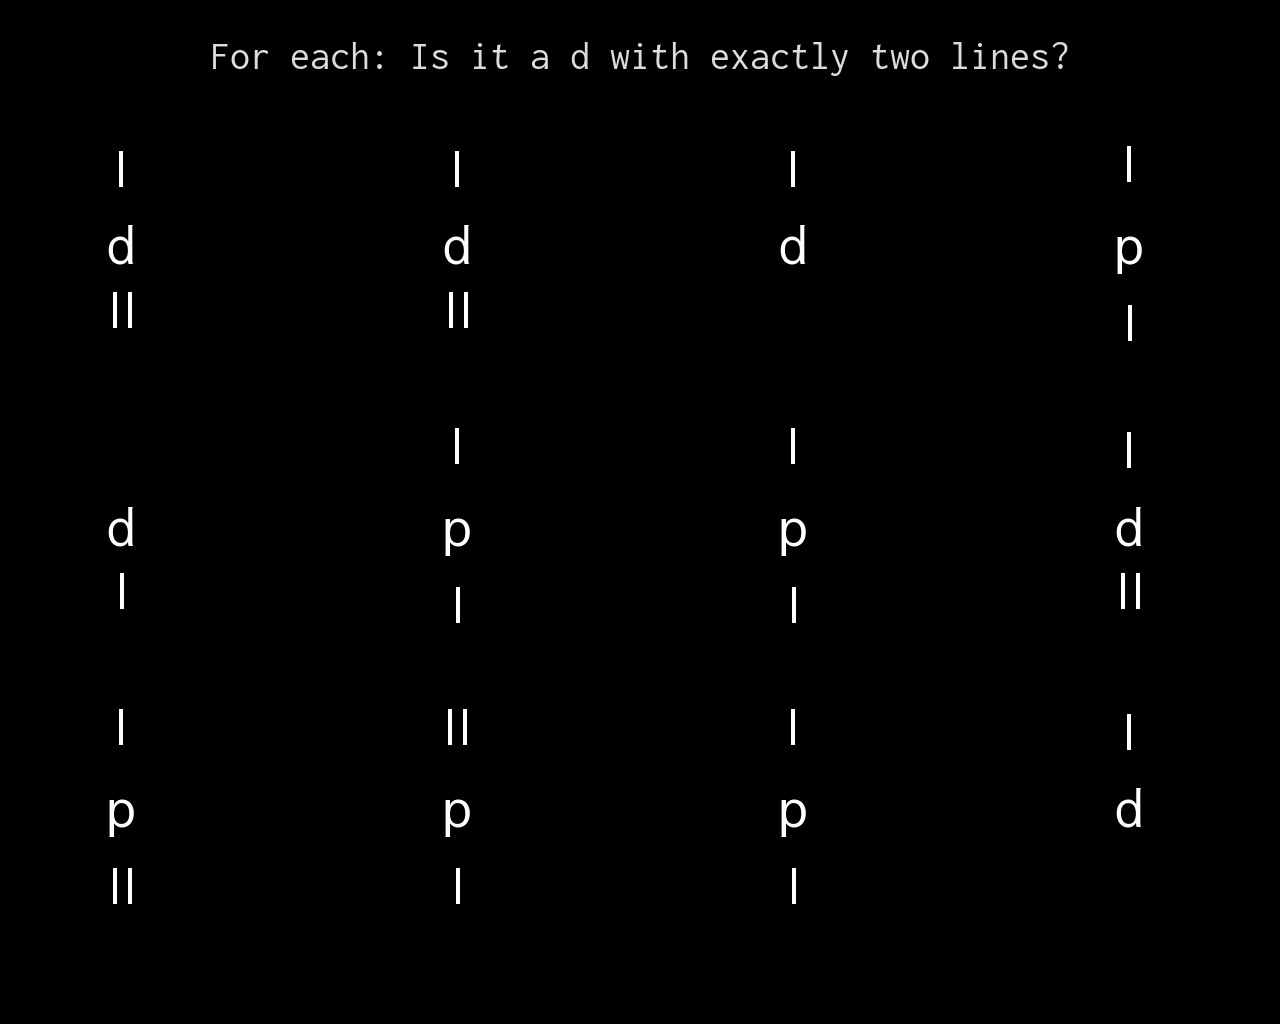 For each: Is it a d with exactly two lines?
| | | |
d d d p
|| || |
| | |
d p p d
| | | ||
| || | |
p p p d
|| | |